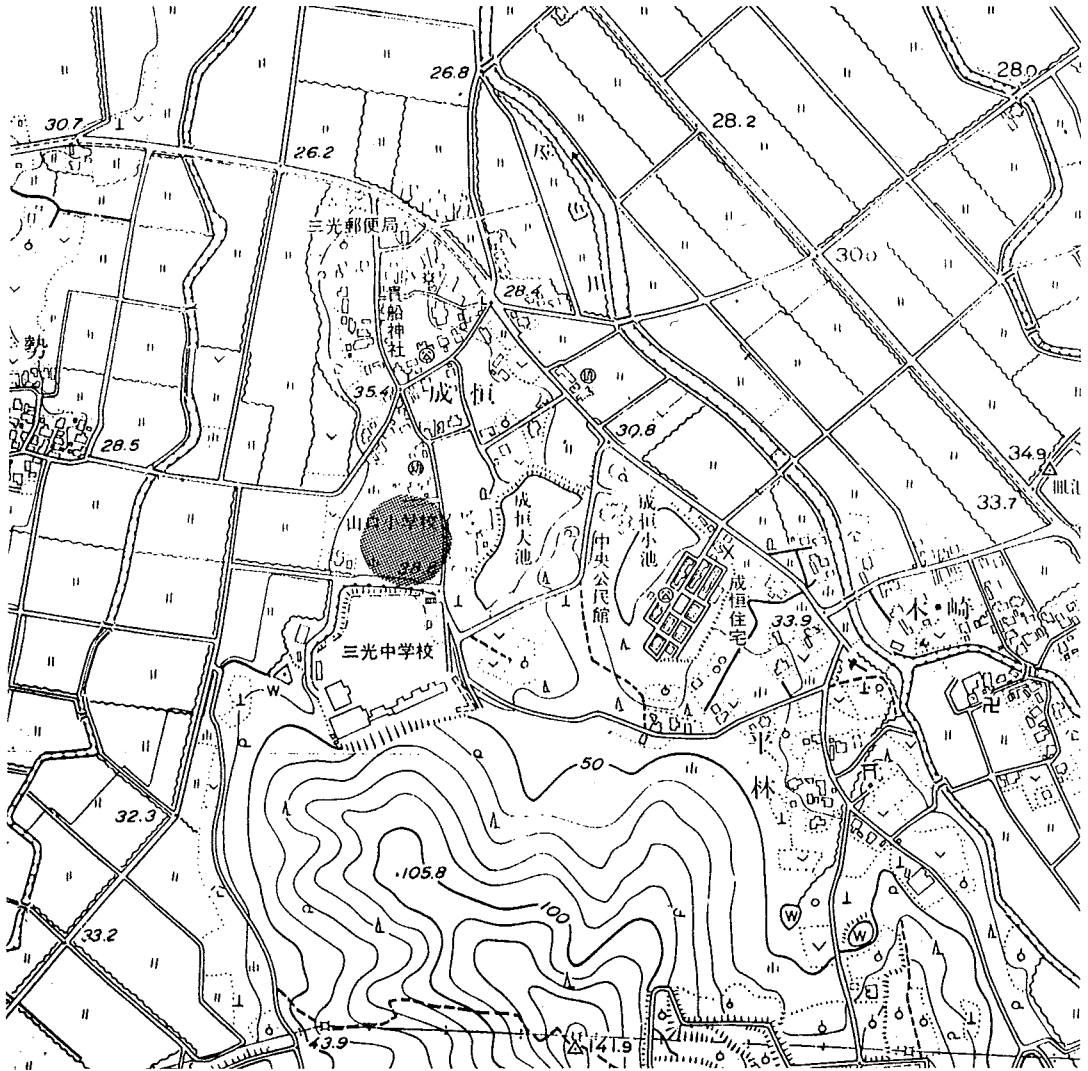 26.8
28.0
30.7
28.2
26.2
三光郵便局
川
300
貴船神社
28.4
勢
35.4
成恒
28.5
30.8
34.9
33.7
山口小学校
成恒大池
成恒小池
中央公民館
成恒住宅
木・崎
33.9
三光中学校
W
卍
50
林
32.3
105.8
100
W
W
33.2
43.9
141.9